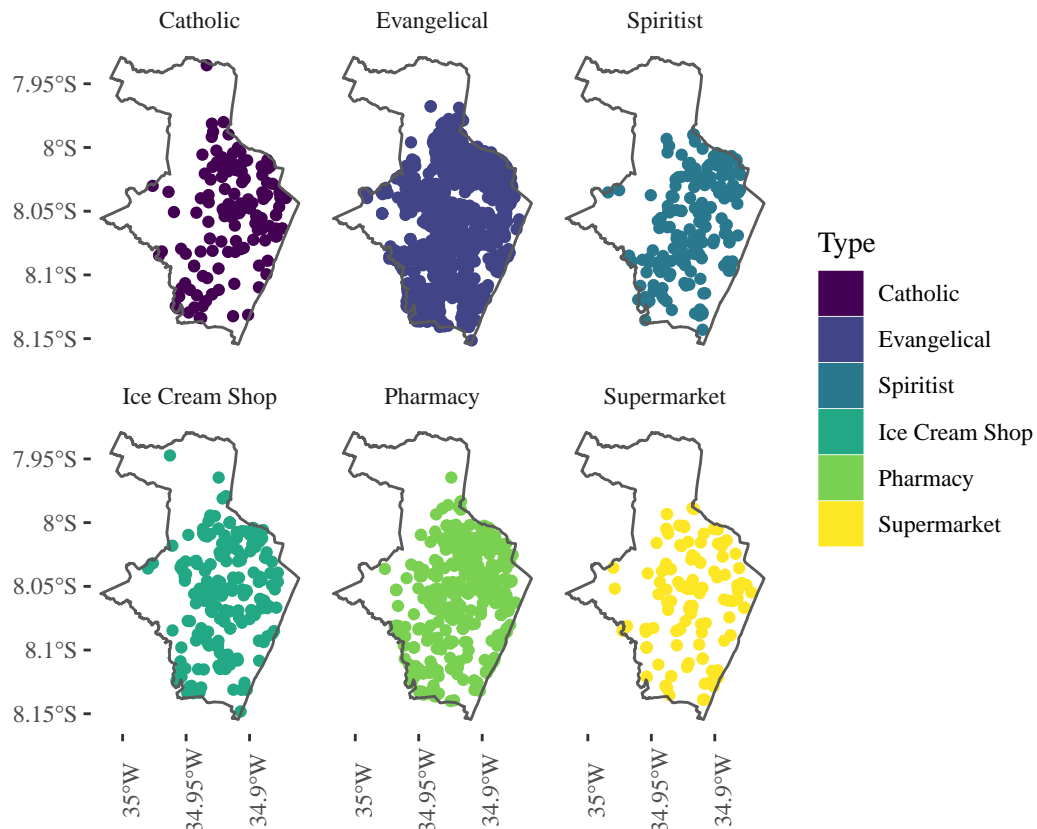 Catholic
Evangelical
Spiritist
7.95°S
8°S
8.05°S
8.1°S
8.15°S
Type
Catholic
Evangelical
Spiritist
Ice Cream Shop
Pharmacy
Supermarket
Ice Cream Shop
Pharmacy
Supermarket
7.95°S
8°S
8.05°S
8.1°S
8.15°S
35°W
34.95°W
34.9°W
35°W
34.95°W
34.9°W
35°W
34.95°W
34.9°W